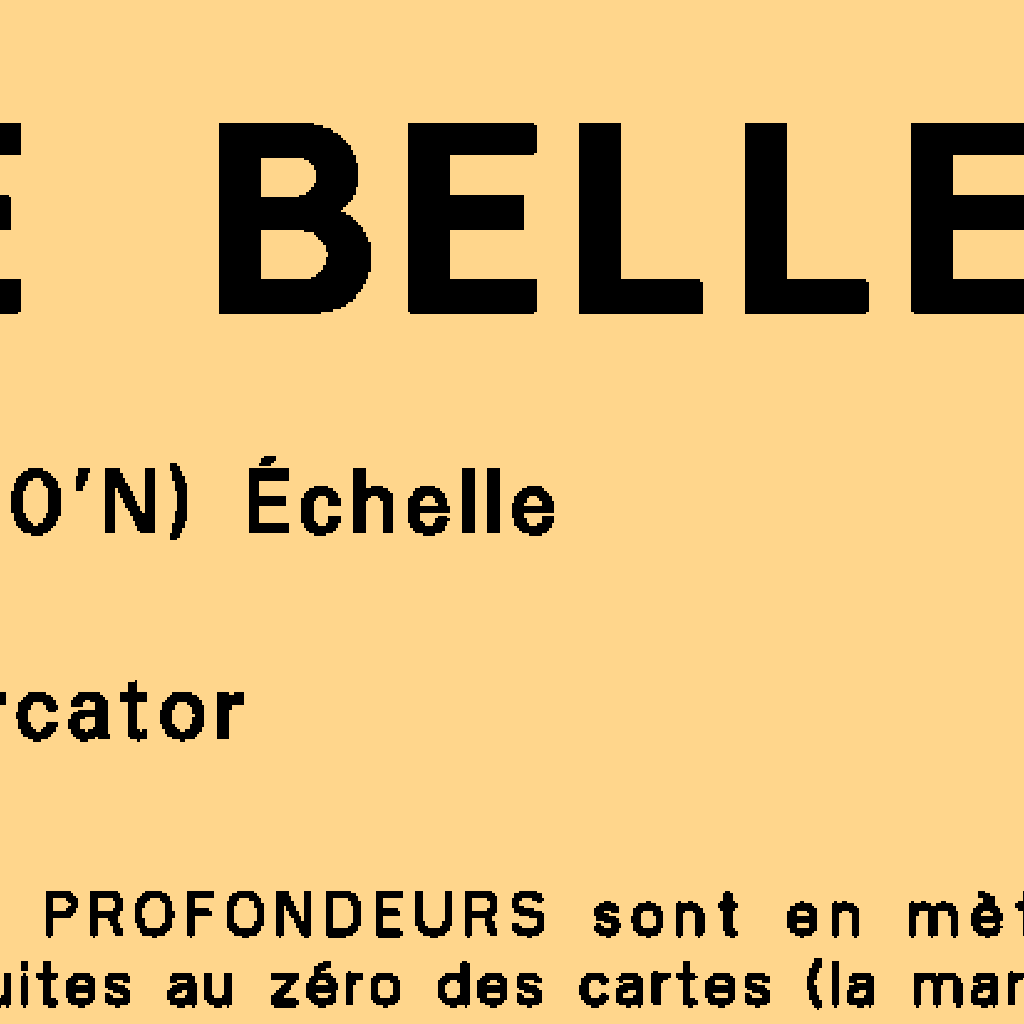 E BELLE
0'N) Échelle
rcator
PROFONDEURS sont en mèt
uites au zéro des cartes (la mar